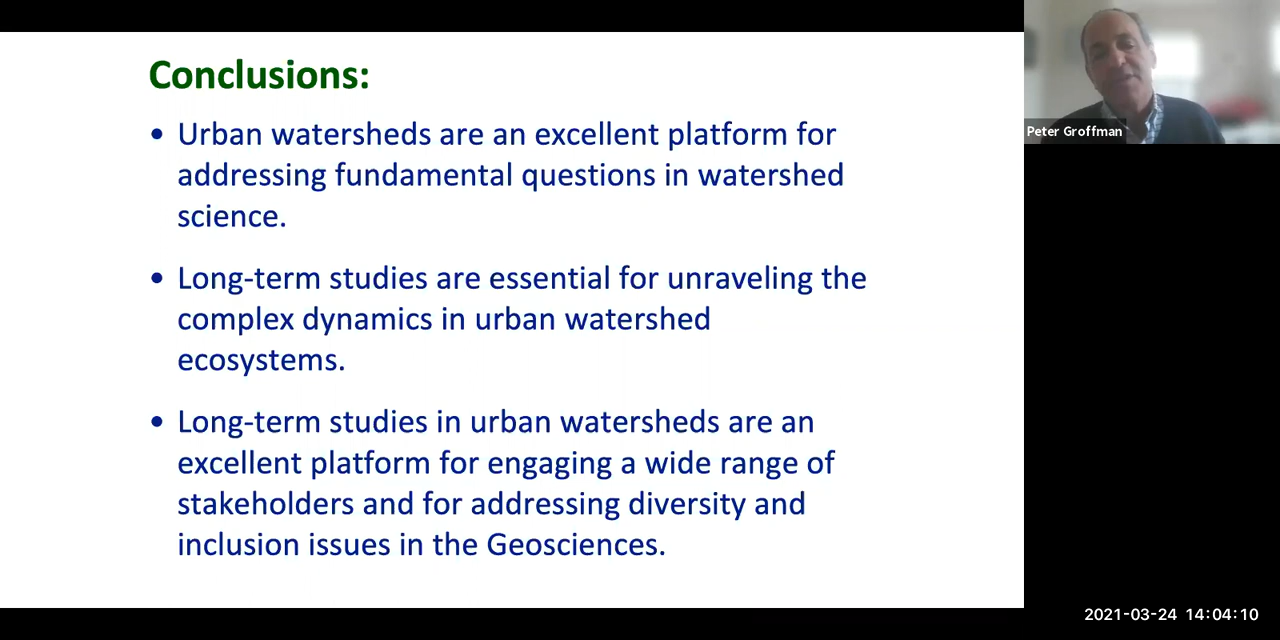 Conclusions:
• Urban watersheds are an excellent platform for
addressing fundamental questions in watershed
science.
• Long-term studies are essential for unraveling the
complex dynamics in urban watershed
ecosystems.
• Long-term studies in urban watersheds are an
excellent platform for engaging a wide range of
stakeholders and for addressing diversity and
inclusion issues in the Geosciences.
Peter Groffman
2021-03-24 14:04:10